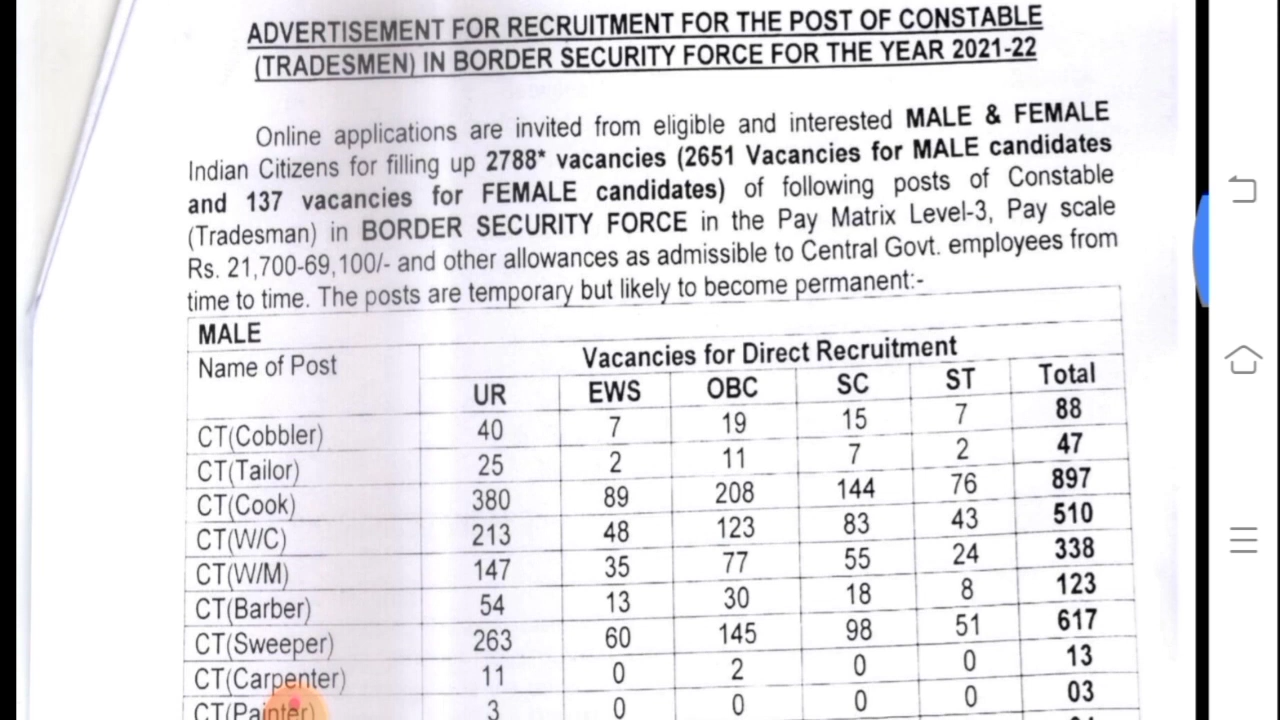 ADVERTISEMENT FOR RECRUITMENT FOR THE POST OF CONSTABLE
(TRADESMEN) IN BORDER SECURITY FORCE FOR THE YEAR 2021-22
Online applications are invited from eligible and interested MALE & FEMALE
Indian Citizens for filling up 2788* vacancies (2651 Vacancies for MALE candidates
and 137 vacancies for FEMALE candidates) of following posts of Constable
(Tradesman) in BORDER SECURITY FORCE in the Pay Matrix Level-3, Pay scale
Rs. 21,700-69,100/- and other allowances as admissible to Central Govt. employees from
time to time. The posts are temporary but likely to become permanent:-
MALE
Name of Post Vacancies for Direct Recruitment
UR EWS OBC SC ST Total
CT(Cobbler) 40 7 19 15 7 88
CT(Tailor) 25 2 11 7 2 47
CT(Cook) 380 89 208 144 76 897
CT(W/C) 213 48 123 83 43 510
CT(W/M) 147 35 77 55 24 338
CT(Barber) 54 13 30 18 8 123
CT(Sweeper) 263 60 145 98 51 617
CT(Carpenter) 11 0 2 0 0 13
CT(Painter) 3 0 0 0 0 03